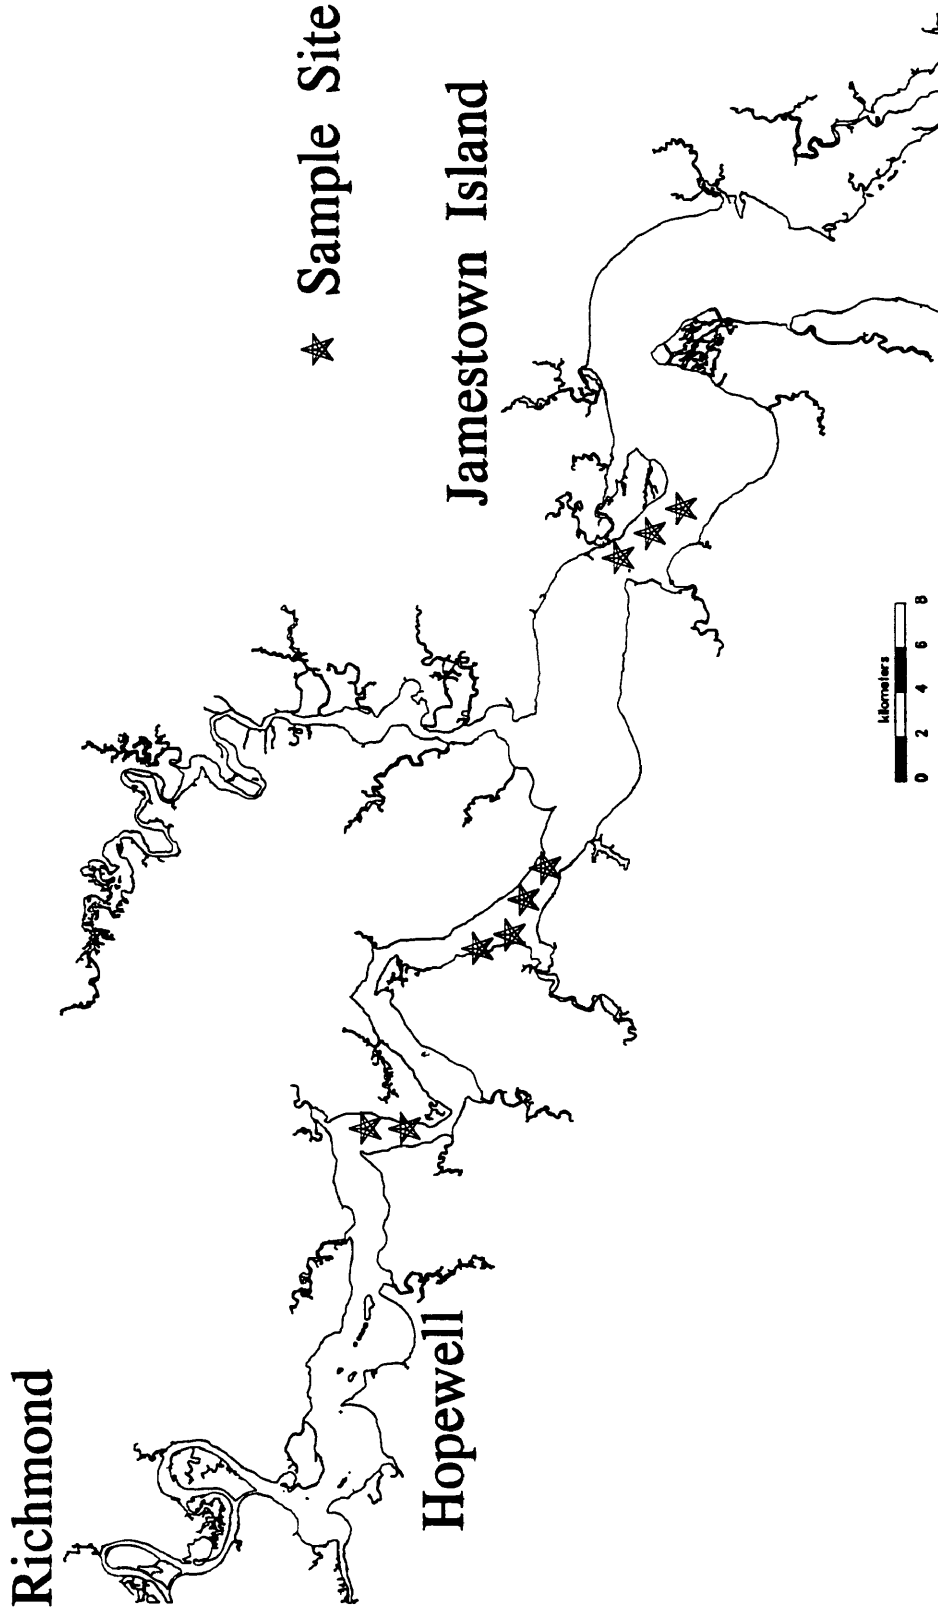 Richmond
Hopewell
Jamestown Island
Sample Site
kilometers
0 2 4 6 8